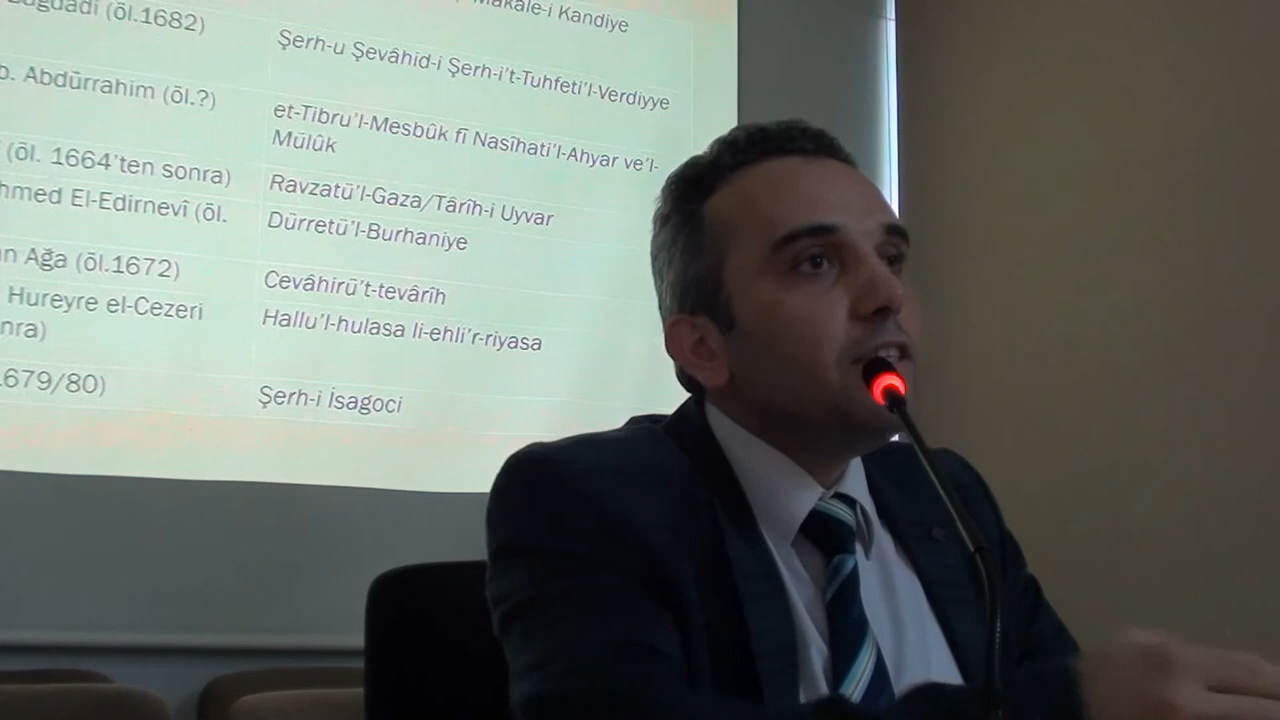 Bağdadî (öl.1682)
Makale-i Kandiye
Şerh-u Şevâhid-i Şerh-i't-Tuhfeti'l-Verdiyye
b. Abdürrahim (öl.?)
et-Tibru'l-Mesbûk fî Nasîhati'l-Ahyar ve'l-
Mülûk
(öl. 1664'ten sonra)
Ravzatü'l-Gaza/Târîh-i Uyvar
hmed El-Edirnevî (öl.
Dürretü'l-Burhaniye
n Ağa (öl.1672)
Cevâhirü't-tevârîh
Hureyre el-Cezeri
nra)
Hallu'l-hulasa li-ehli'r-riyasa
679/80)
Şerh-i İsagoci